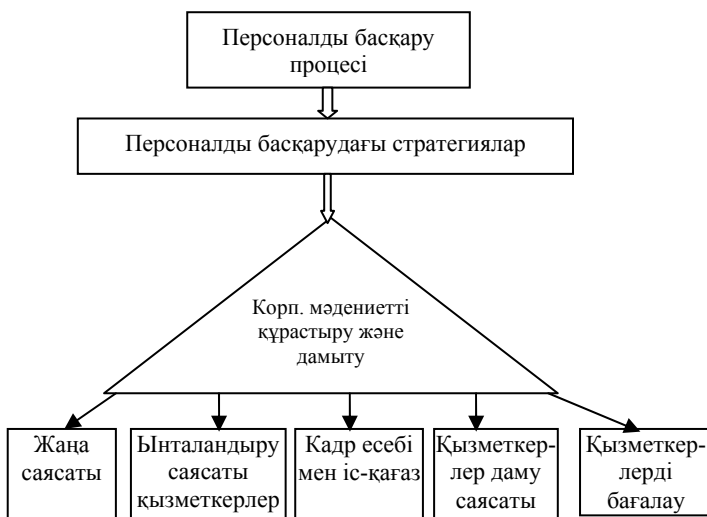 Персоналды басқару
процесі
Персоналды басқарудағы стратегиялар
Корп. мәдениетті
құрастыру және
дамыту
Жаңа
саясаты
Ынталандыру
саясаты
қызметкерлер
Кадр есебі
мен іс-қағаз
Қызметкер-
лер даму
саясаты
Қызметкер-
лерді
бағалау